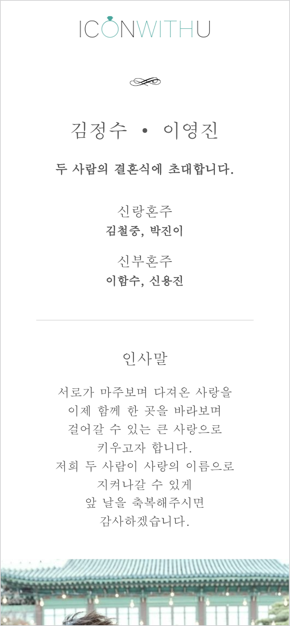 ICONWITHU
김정수 • 이영진
두 사람의 결혼식에 초대합니다.
신랑혼주
김철중, 박진이
신부혼주
이함수, 신용진
인사말
서로가 마주보며 다져온 사랑을
이제 함께 한 곳을 바라보며
걸어갈 수 있는 큰 사랑으로
키우고자 합니다.
저희 두 사람이 사랑의 이름으로
지켜나갈 수 있게
앞 날을 축복해주시면
감사하겠습니다.